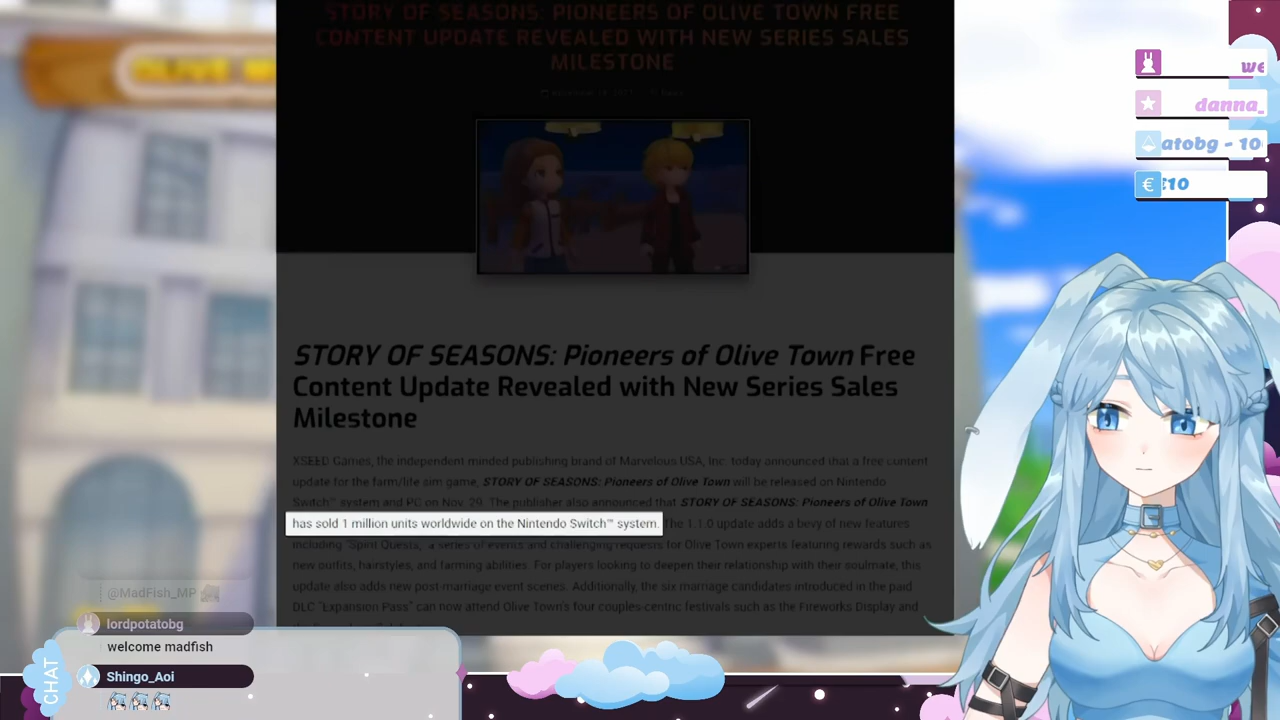 STORY OF SEASONS: PIONEERS OF OLIVE TOWN FREE
CONTENT UPDATE REVEALED WITH NEW SERIES SALES
MILESTONE
STORY OF SEASONS: Pioneers of Olive Town Free
Content Update Revealed with New Series Sales
Milestone
XSEED Games, the independent minded publishing brand of Marvelous USA, Inc. today announced that a free content
update for the farm/life sim game, STORY OF SEASONS: Pioneers of Olive Town will be released on Nintendo
Switch™ system and PC on Nov. 29. The publisher also announced that STORY OF SEASONS: Pioneers of Olive Town
has sold 1 million units worldwide on the Nintendo Switch™ system. The 1.1.0 update adds a bevy of new features
including "Spirit Quests," a series of events and challenging requests for Olive Town experts featuring rewards such as
new outfits, hairstyles, and farming abilities. For players looking to deepen their relationship with their soulmate, this
update also adds new post-marriage event scenes. Additionally, the six marriage candidates introduced in the paid
DLC "Expansion Pass" can now attend Olive Town's four couples-centric festivals such as the Fireworks Display and
we
danna_
atobg - 10
€10
@MadFish_MP
lordpotatobg
welcome madfish
Shingo_Aoi
CHAT